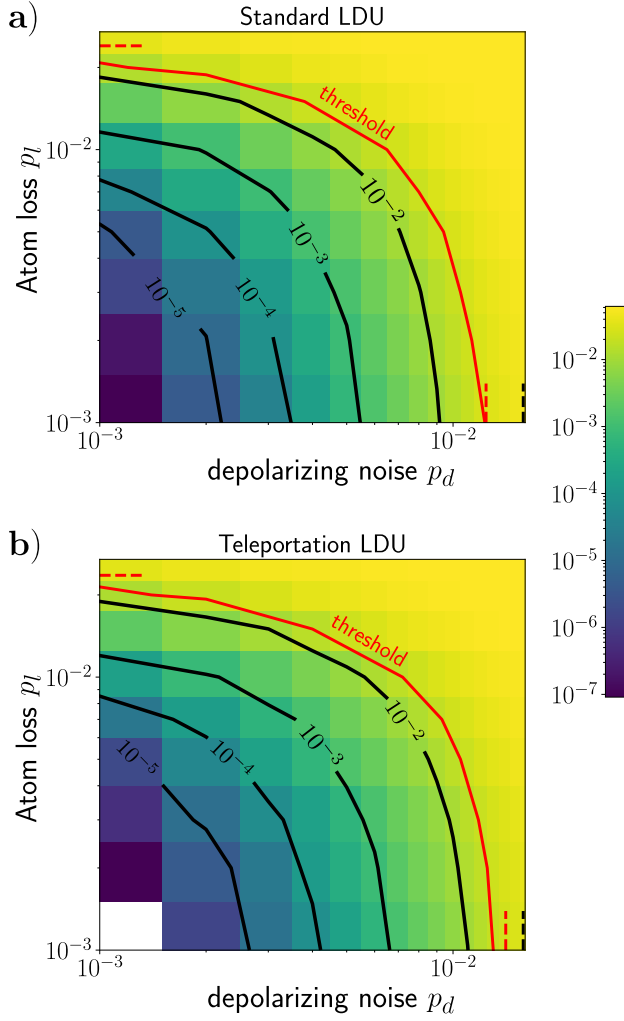 a)
Standard LDU
threshold
10⁻²
10⁻³
10⁻⁴
10⁻⁵
Atom loss pₗ
10⁻²
10⁻³
10⁻³
10⁻²
depolarizing noise p_d
10⁻²
10⁻³
10⁻⁴
10⁻⁵
10⁻⁶
10⁻⁷
b)
Teleportation LDU
threshold
10⁻²
10⁻³
10⁻⁴
10⁻⁵
Atom loss pₗ
10⁻²
10⁻³
10⁻³
10⁻²
depolarizing noise p_d